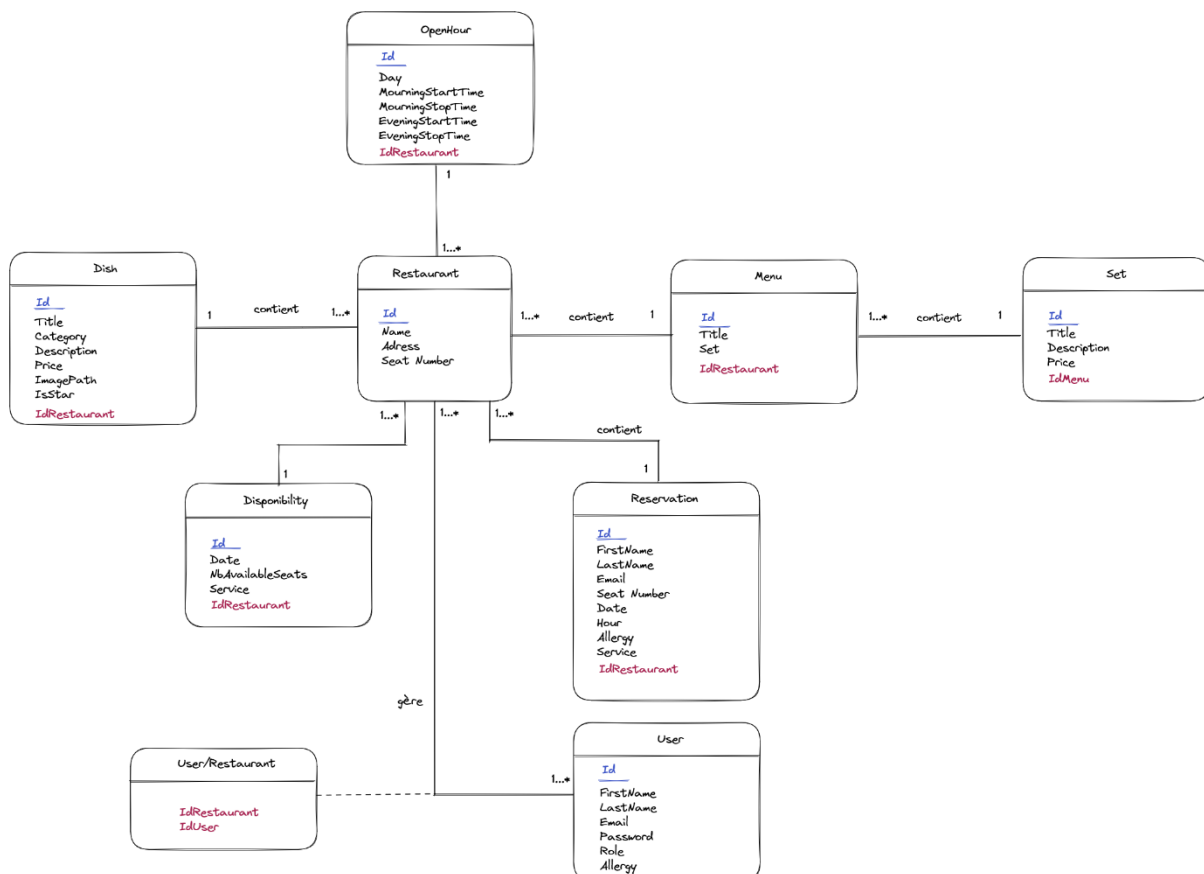 OpenHour
Id
Day
MourningStartTime
MourningStopTime
EveningStartTime
EveningStopTime
IdRestaurant
1
1...*
Dish
Id
Title
Category
Description
Price
ImagePath
IsStar
IdRestaurant
1
contient
1...*
Restaurant
Id
Name
Adress
Seat Number
1...*
contient
1
Menu
Id
Title
Set
IdRestaurant
1...*
contient
1
Set
Id
Title
Description
Price
IdMenu
1...*
1...*
1...*
contient
1
1
Disponibility
Id
Date
NbAvailableSeats
Service
IdRestaurant
Reservation
Id
FirstName
LastName
Email
Seat Number
Date
Hour
Allergy
Service
IdRestaurant
gère
1...*
User/Restaurant
IdRestaurant
IdUser
User
Id
FirstName
LastName
Email
Password
Role
Allergy